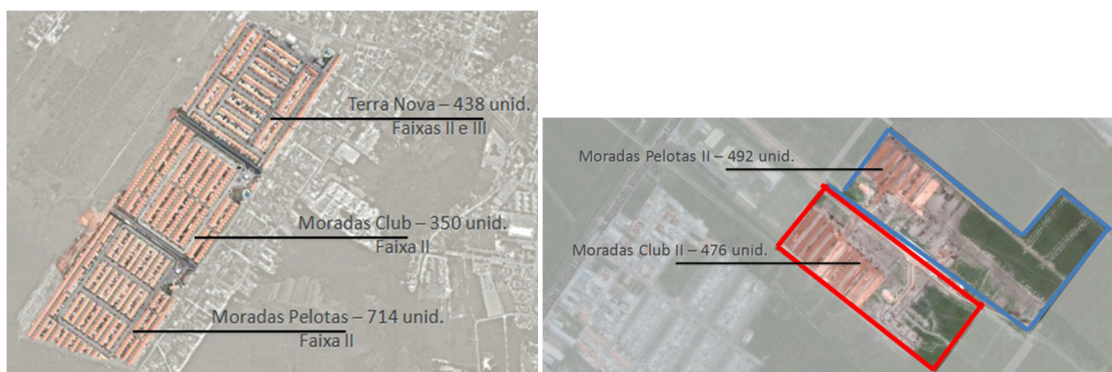 Terra Nova – 438 unid.
Faixas II e III
Moradas Club – 350 unid.
Faixa II
Moradas Pelotas – 714 unid.
Faixa II
Moradas Pelotas II – 492 unid.
Moradas Club II – 476 unid.